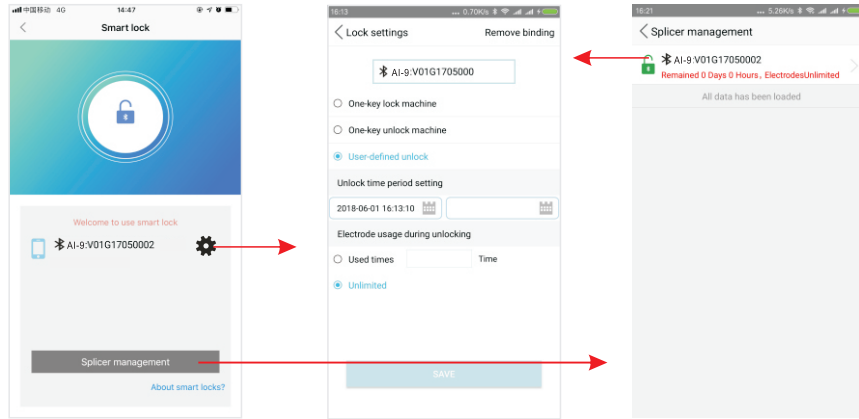 中国移动 4G 14:47
Smart lock
Welcome to use smart lock
AI-9:V01G17050002
Splicer management
About smart locks?
16:13 ... 0.70K/s
Lock settings Remove binding
AI-9:V01G1705000
One-key lock machine
One-key unlock machine
User-defined unlock
Unlock time period setting
2018-06-01 16:13:10
Electrode usage during unlocking
Used times Time
Unlimited
SAVE
16:21 ... 5.26K/s
Splicer management
AI-9:V01G17050002
Remained 0 Days 0 Hours, ElectrodesUnlimited
All data has been loaded